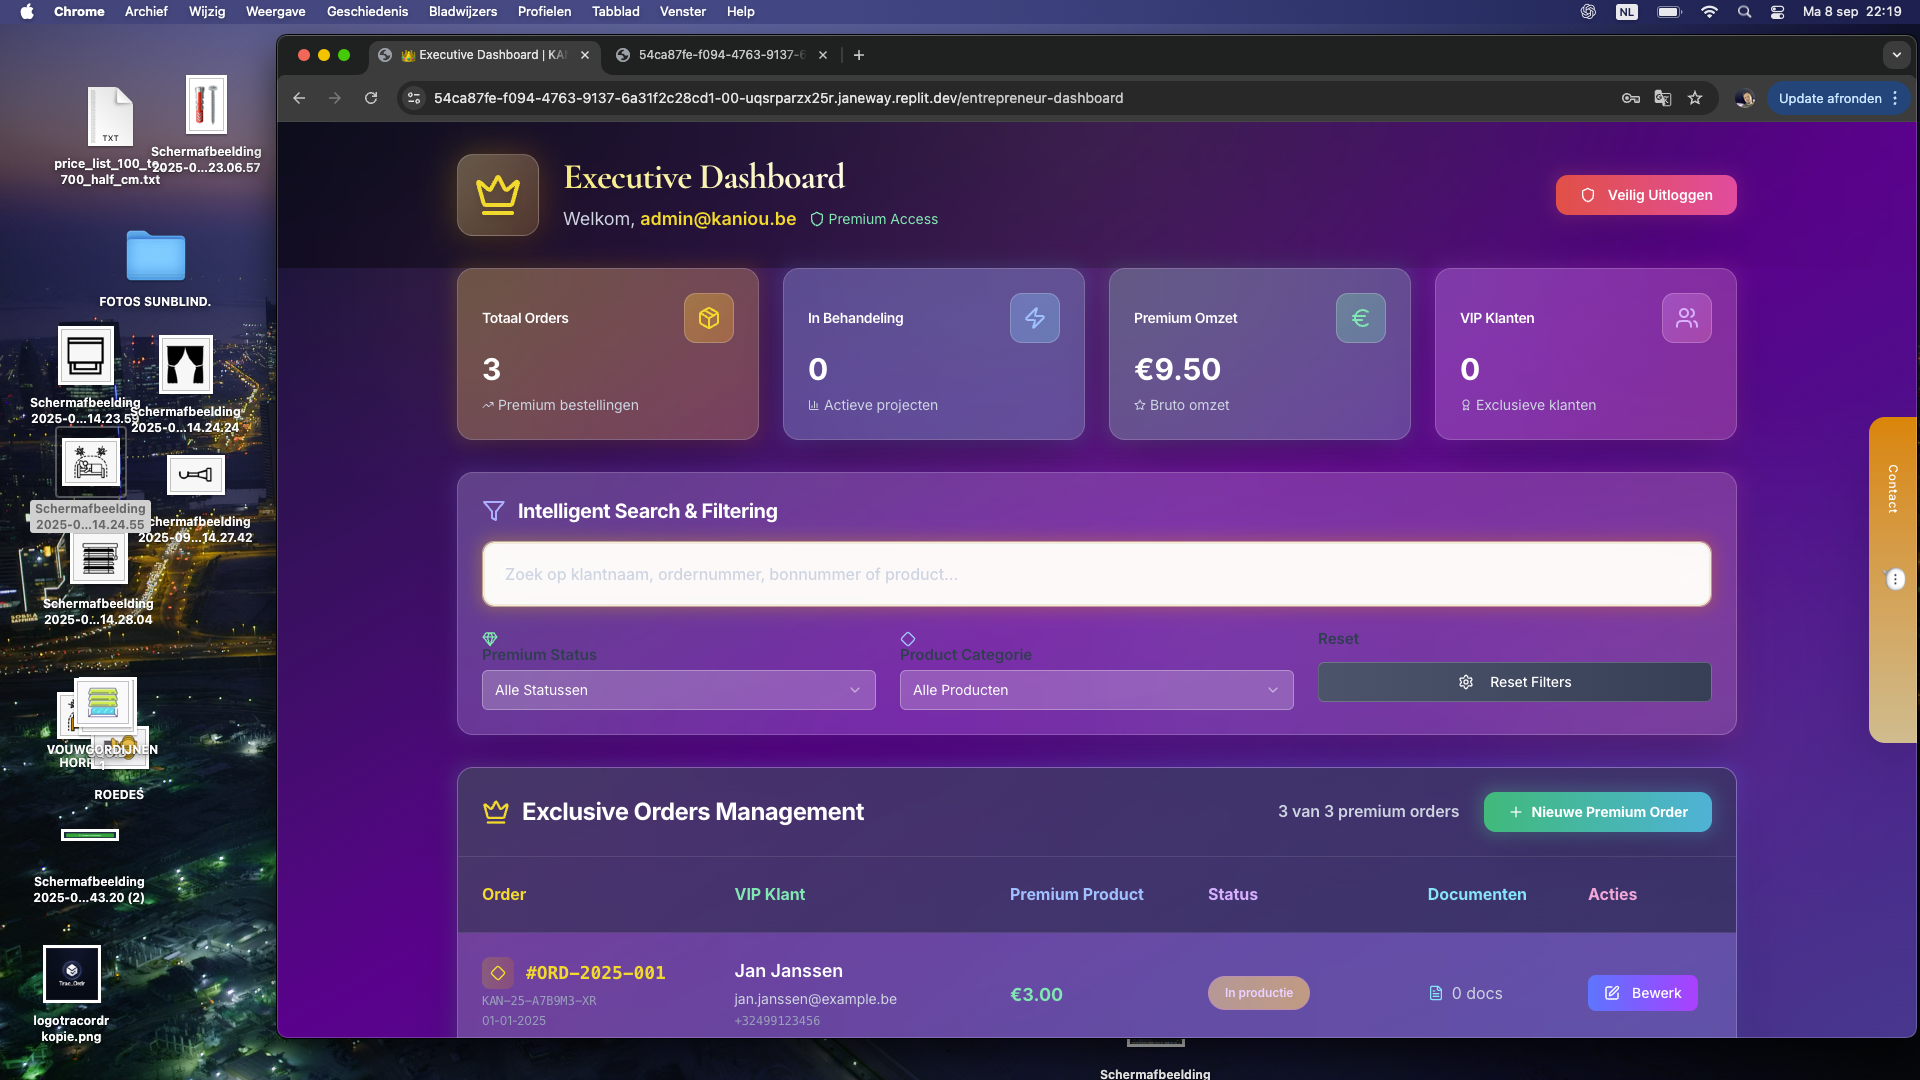 Chrome Archief Wijzig Weergave Geschiedenis Bladwijzers Profielen Tabblad Venster Help
NL Ma 8 sep 22:19
Executive Dashboard | KA
54ca87fe-f094-4763-9137-6
54ca87fe-f094-4763-9137-6a31f2c28cd1-00-uqsrparzx25r.janeway.replit.dev/entrepreneur-dashboard
Update afronden
TXT
price_list_100_to
700_half_cm.txt
Schermafbeelding
2025-0...23.06.57
FOTOS SUNBLIND.
Schermafbeelding
2025-0...14.23.59
Schermafbeelding
2025-0...14.24.24
Schermafbeelding
2025-0...14.24.55
Schermafbeelding
2025-09...14.27.42
Schermafbeelding
2025-0...14.28.04
VOUWGORDIJNEN
ROEDES
Schermafbeelding
2025-0...43.20 (2)
logotracordr
kopie.png
Executive Dashboard
Welkom, admin@kaniou.be Premium Access
Veilig Uitloggen
Totaal Orders
3
Premium bestellingen
In Behandeling
0
Actieve projecten
Premium Omzet
€9.50
Bruto omzet
VIP Klanten
0
Exclusieve klanten
Contact
Intelligent Search & Filtering
Zoek op klantnaam, ordernummer, bonnummer of product...
Premium Status
Alle Statussen
Product Categorie
Alle Producten
Reset
Reset Filters
Exclusive Orders Management
3 van 3 premium orders
Nieuwe Premium Order
Order VIP Klant Premium Product Status Documenten Acties
#ORD-2025-001
KAN-25-A7B9M3-XR
01-01-2025
Jan Janssen
jan.janssen@example.be
+32499123456
€3.00
In productie
0 docs
Bewerk
Schermafbeelding